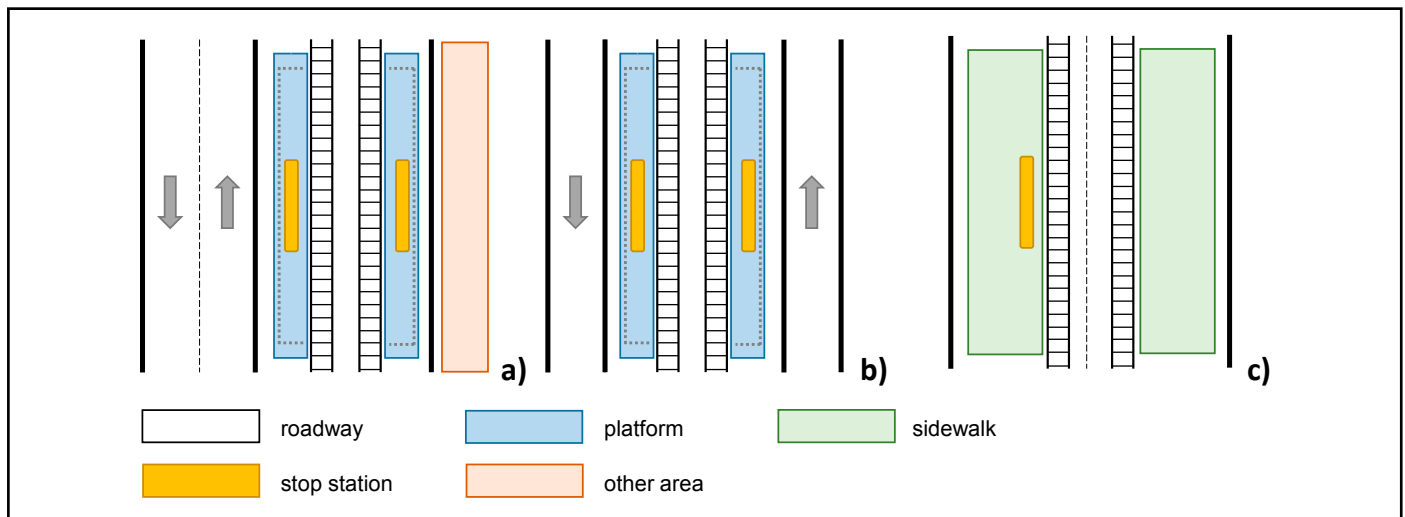 a)
b)
c)
roadway
platform
sidewalk
stop station
other area